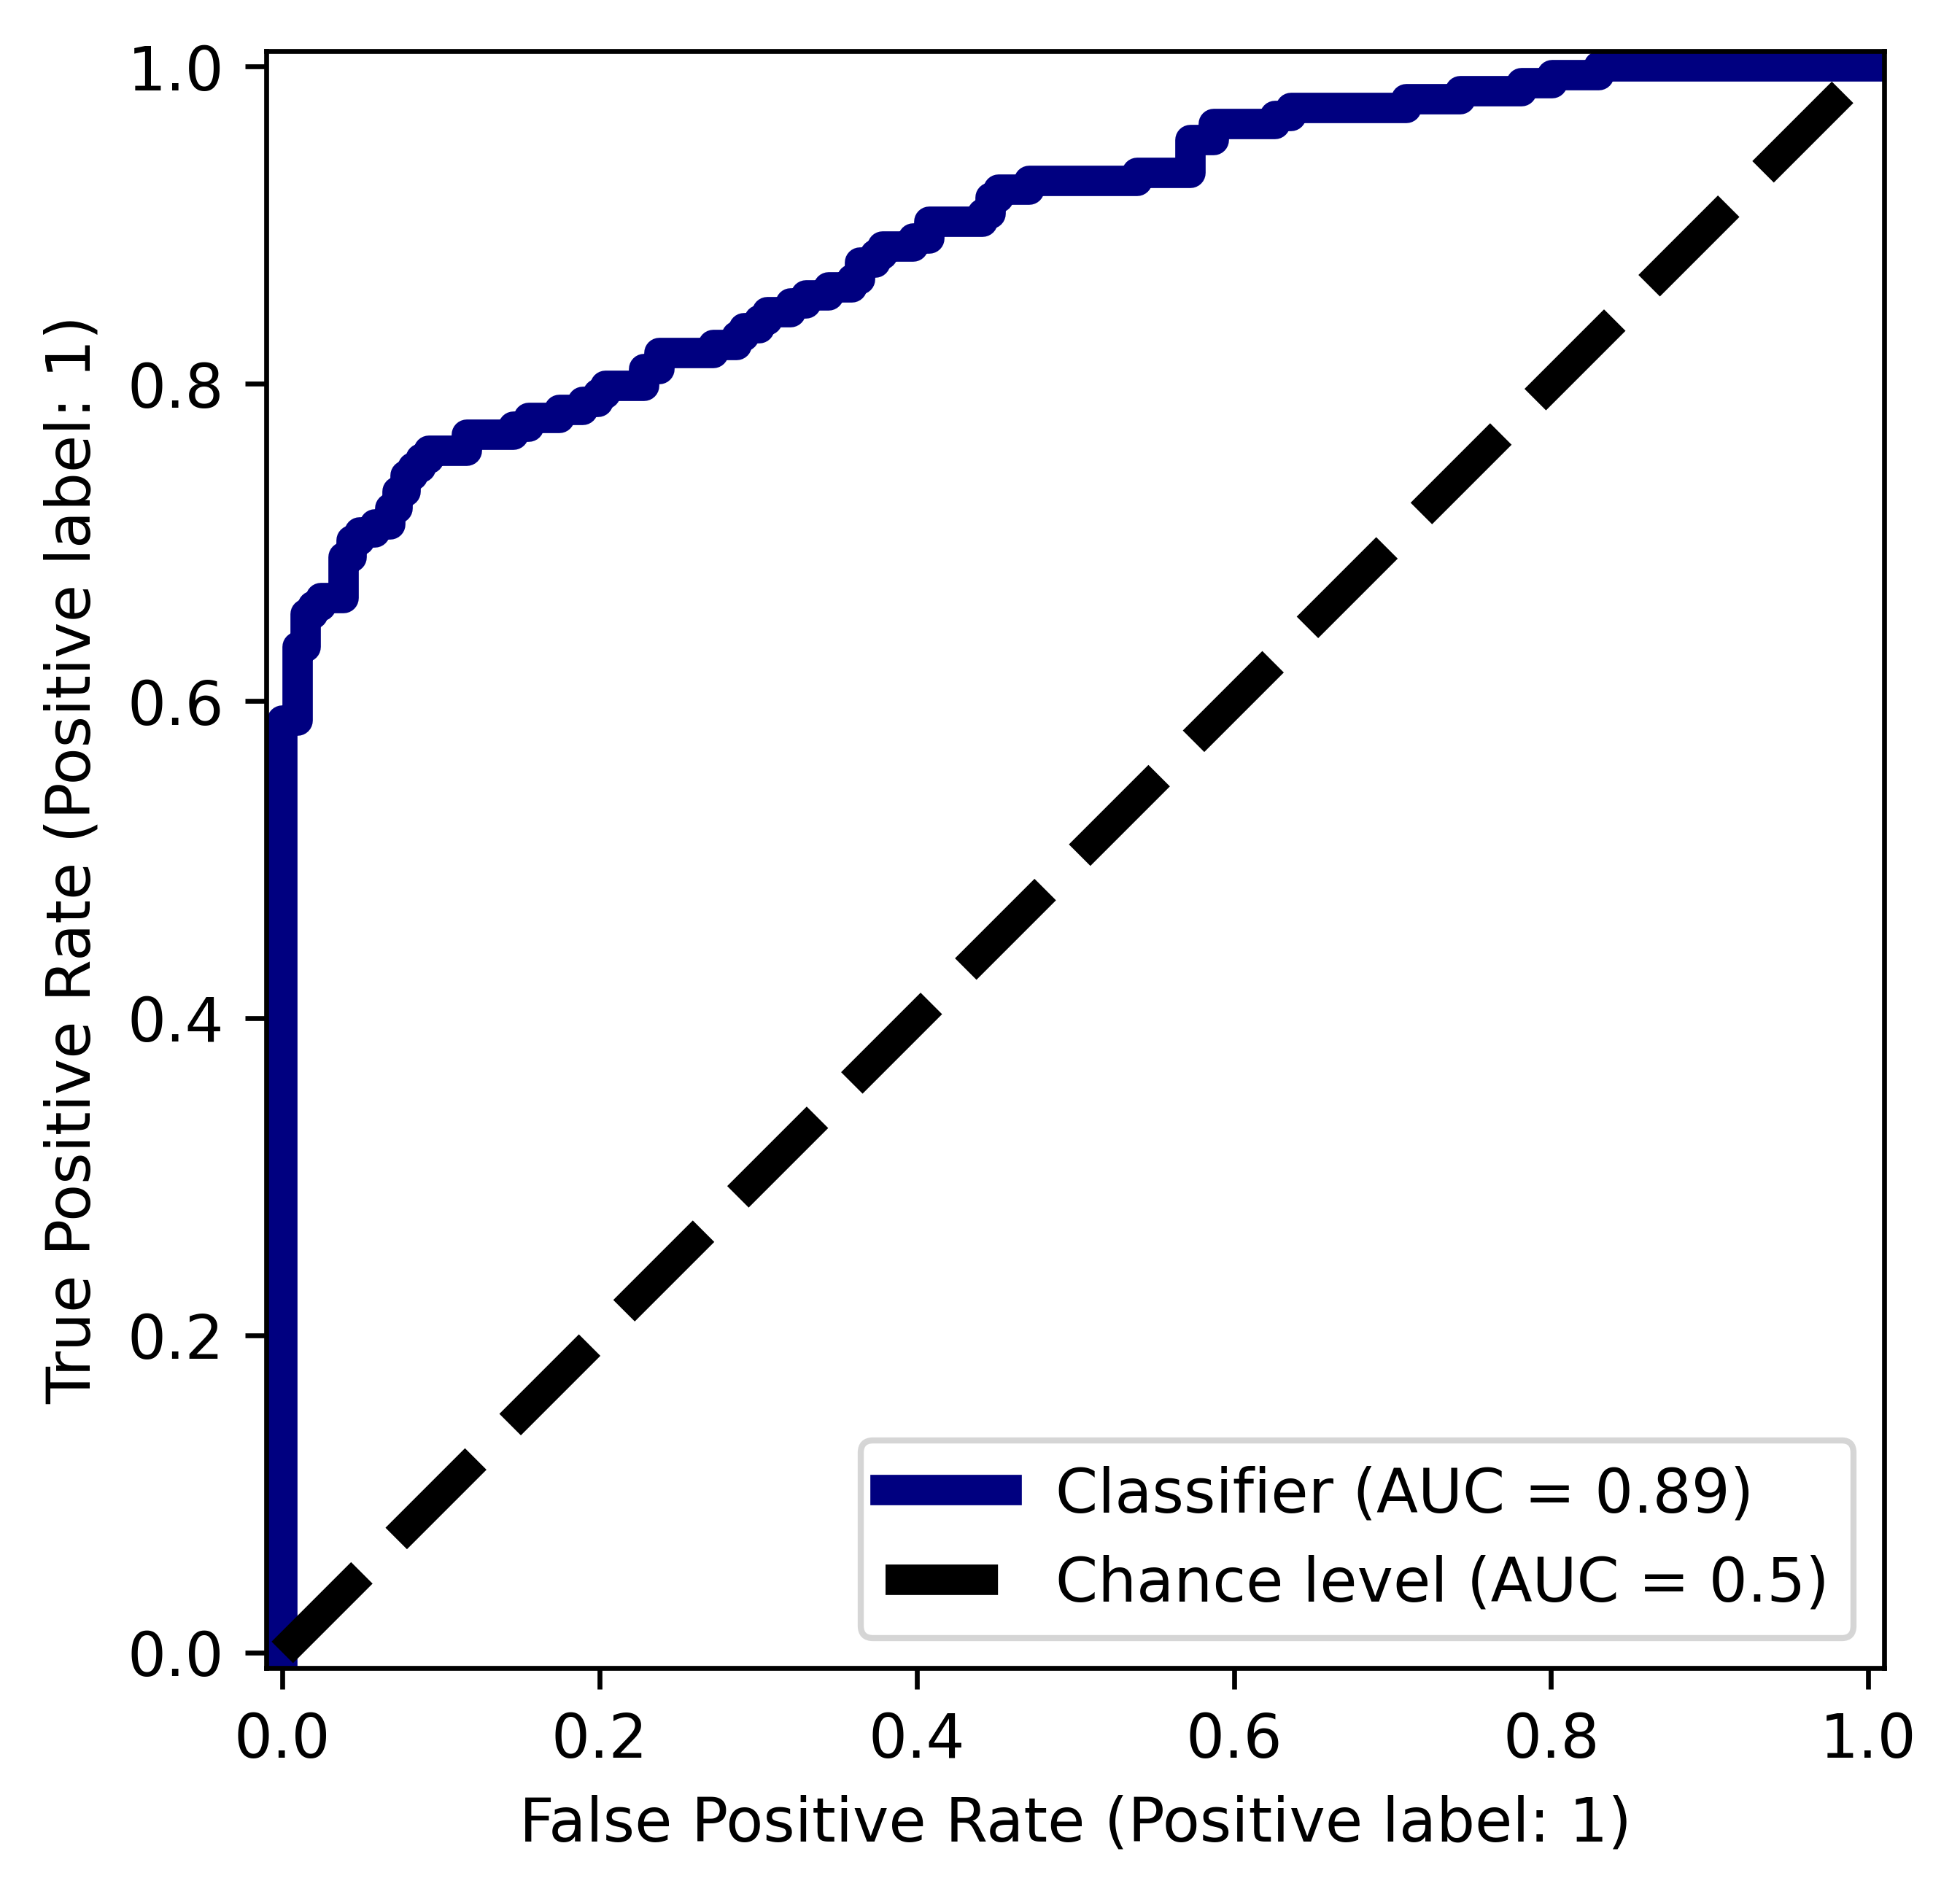 1.0
0.8
0.6
0.4
0.2
0.0
True Positive Rate (Positive label: 1)
Classifier (AUC = 0.89)
Chance level (AUC = 0.5)
0.0 0.2 0.4 0.6 0.8 1.0
False Positive Rate (Positive label: 1)